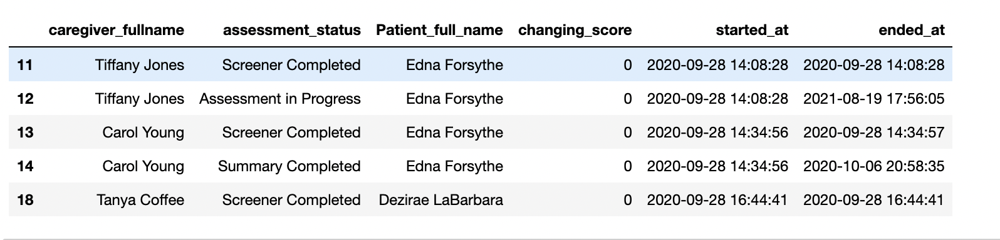 caregiver_fullname assessment_status Patient_full_name changing_score started_at ended_at
11 Tiffany Jones Screener Completed Edna Forsythe 0 2020-09-28 14:08:28 2020-09-28 14:08:28
12 Tiffany Jones Assessment in Progress Edna Forsythe 0 2020-09-28 14:08:28 2021-08-19 17:56:05
13 Carol Young Screener Completed Edna Forsythe 0 2020-09-28 14:34:56 2020-09-28 14:34:57
14 Carol Young Summary Completed Edna Forsythe 0 2020-09-28 14:34:56 2020-10-06 20:58:35
18 Tanya Coffee Screener Completed Dezirae LaBarbara 0 2020-09-28 16:44:41 2020-09-28 16:44:41